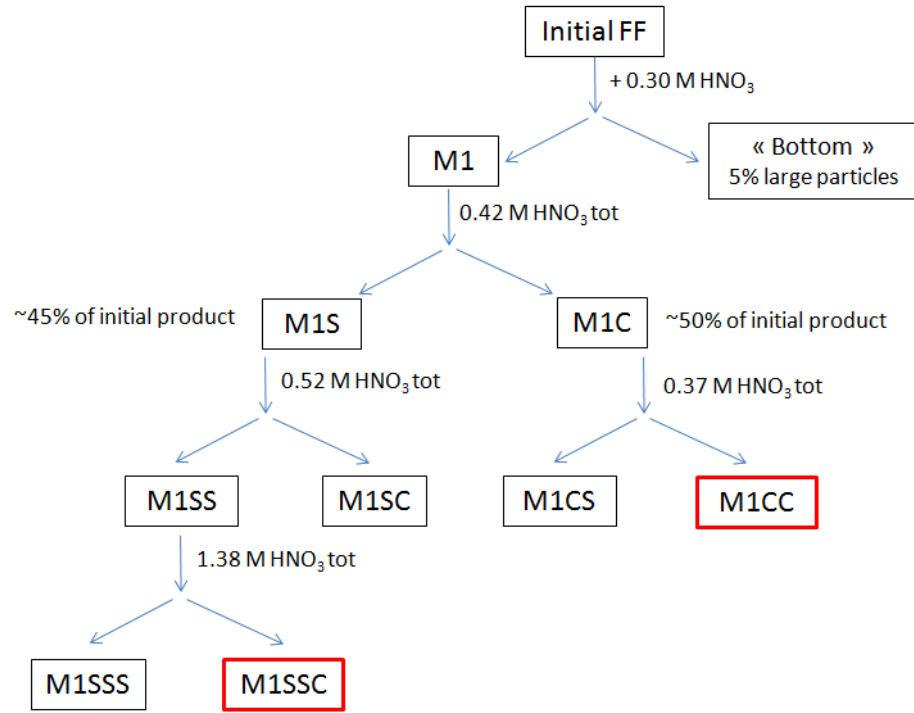 Initial FF
+ 0.30 M HNO₃
M1
« Bottom »
5% large particles
0.42 M HNO₃ tot
~45% of initial product
M1S
M1C
~50% of initial product
0.52 M HNO₃ tot
0.37 M HNO₃ tot
M1SS
M1SC
M1CS
M1CC
1.38 M HNO₃ tot
M1SSS
M1SSC